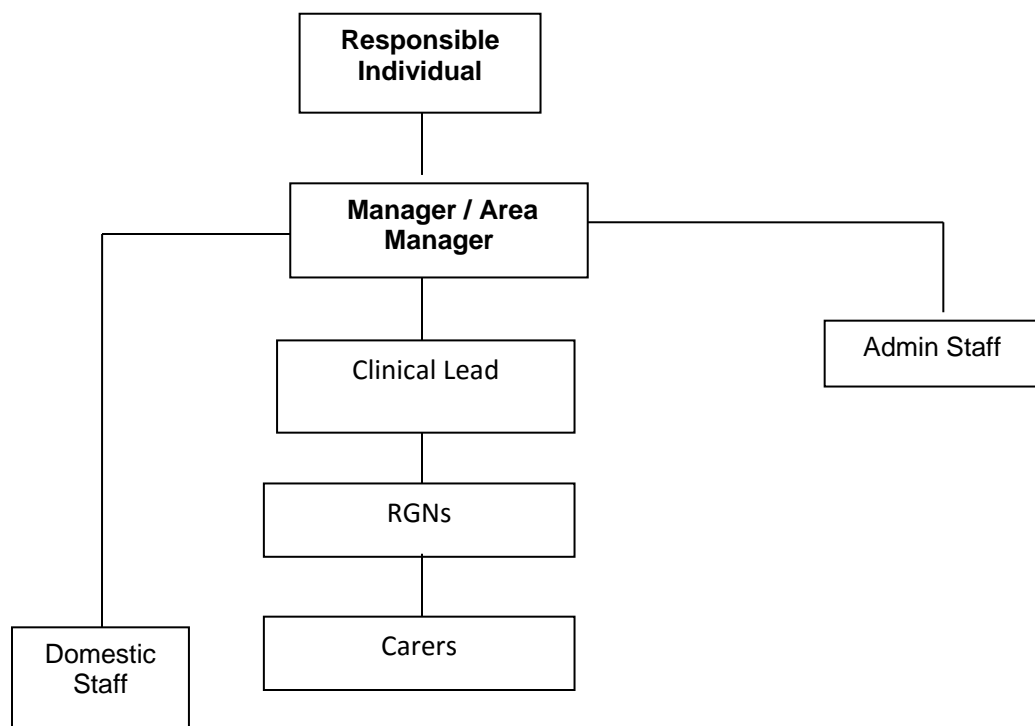 Responsible
Individual
Manager / Area
Manager
Clinical Lead
Admin Staff
RGNs
Carers
Domestic
Staff